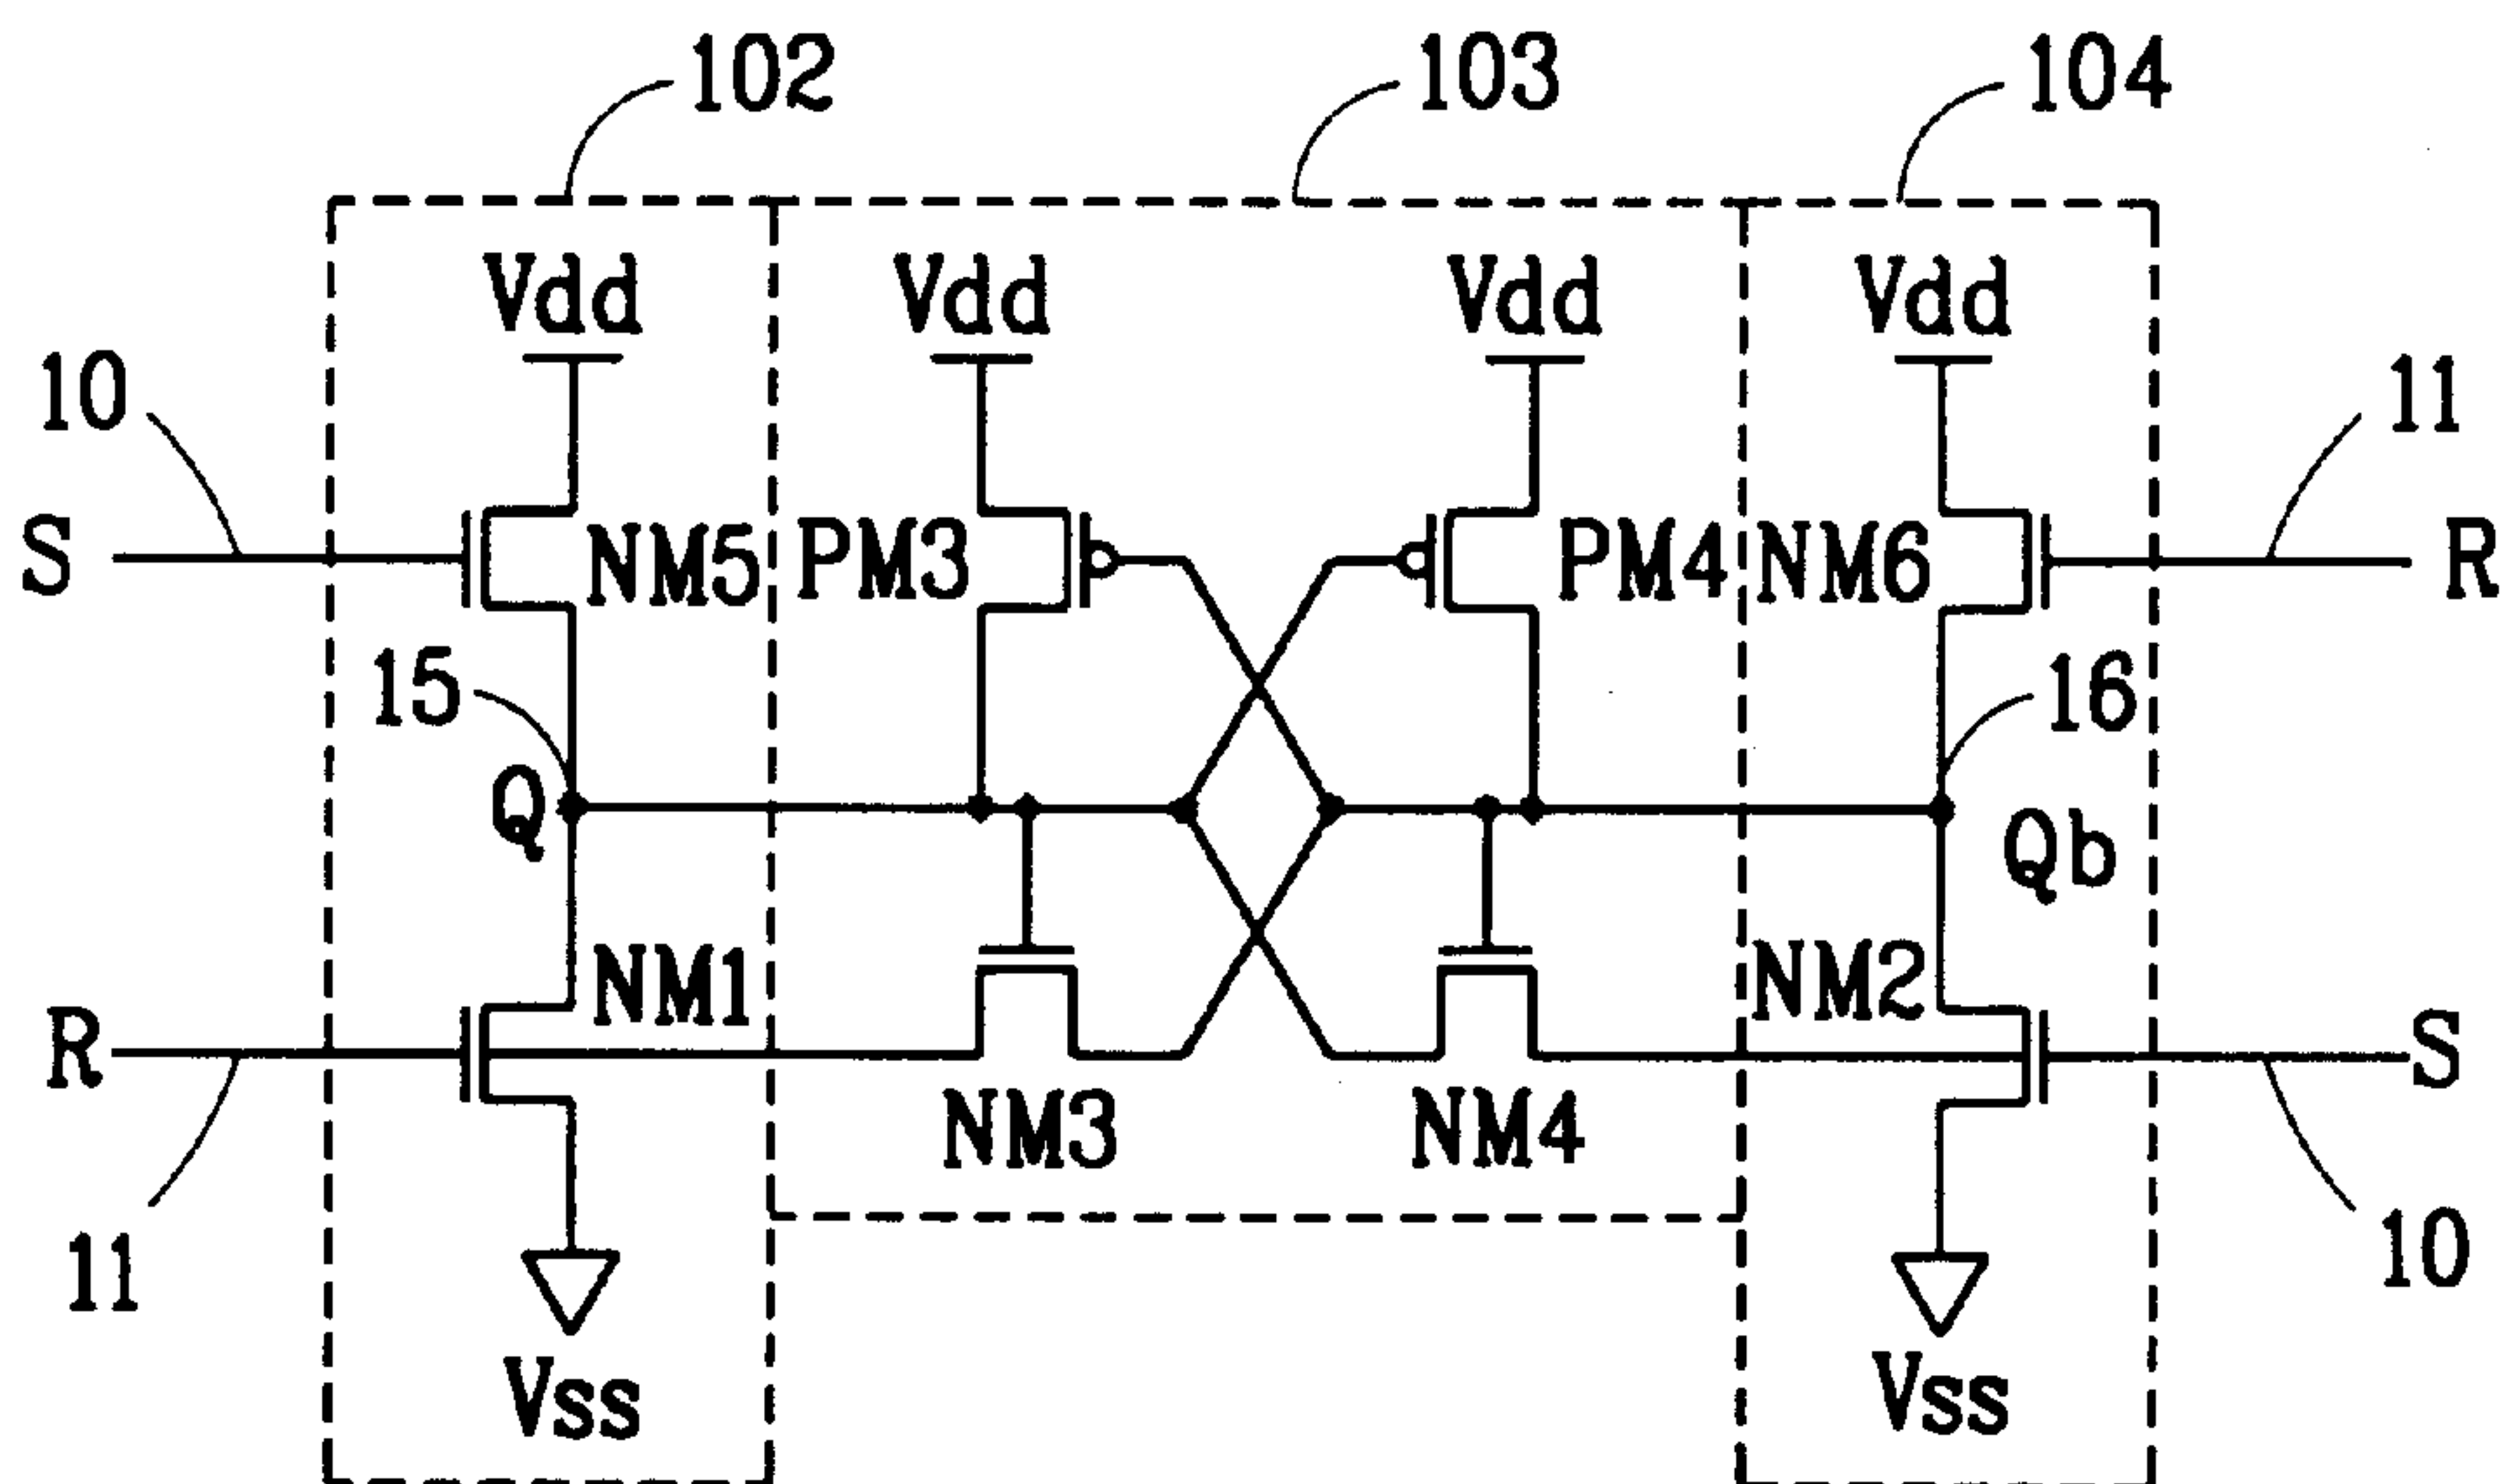 102 103 104
Vdd Vdd Vdd Vdd
10 11
S NM5 PM3 PM4 NM6 R
15 16
Q Qb
NM1 NM2
R S
NM3 NM4
11 10
Vss Vss